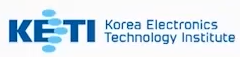 KETI Korea Electronics
Technology Institute